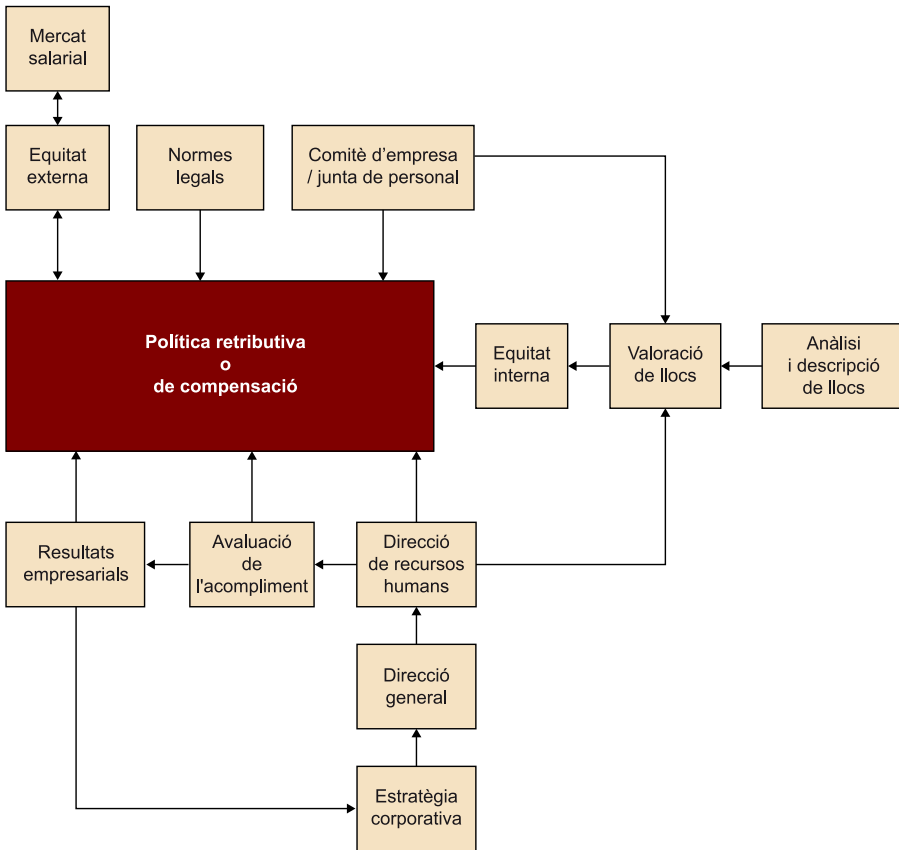 Mercat
salarial
Equitat
externa
Normes
legals
Comitè d'empresa
/ junta de personal
Política retributiva
o
de compensació
Equitat
interna
Valoració
de llocs
Anàlisi
i descripció
de llocs
Resultats
empresarials
Avaluació
de
l'acompliment
Direcció
de recursos
humans
Direcció
general
Estratègia
corporativa